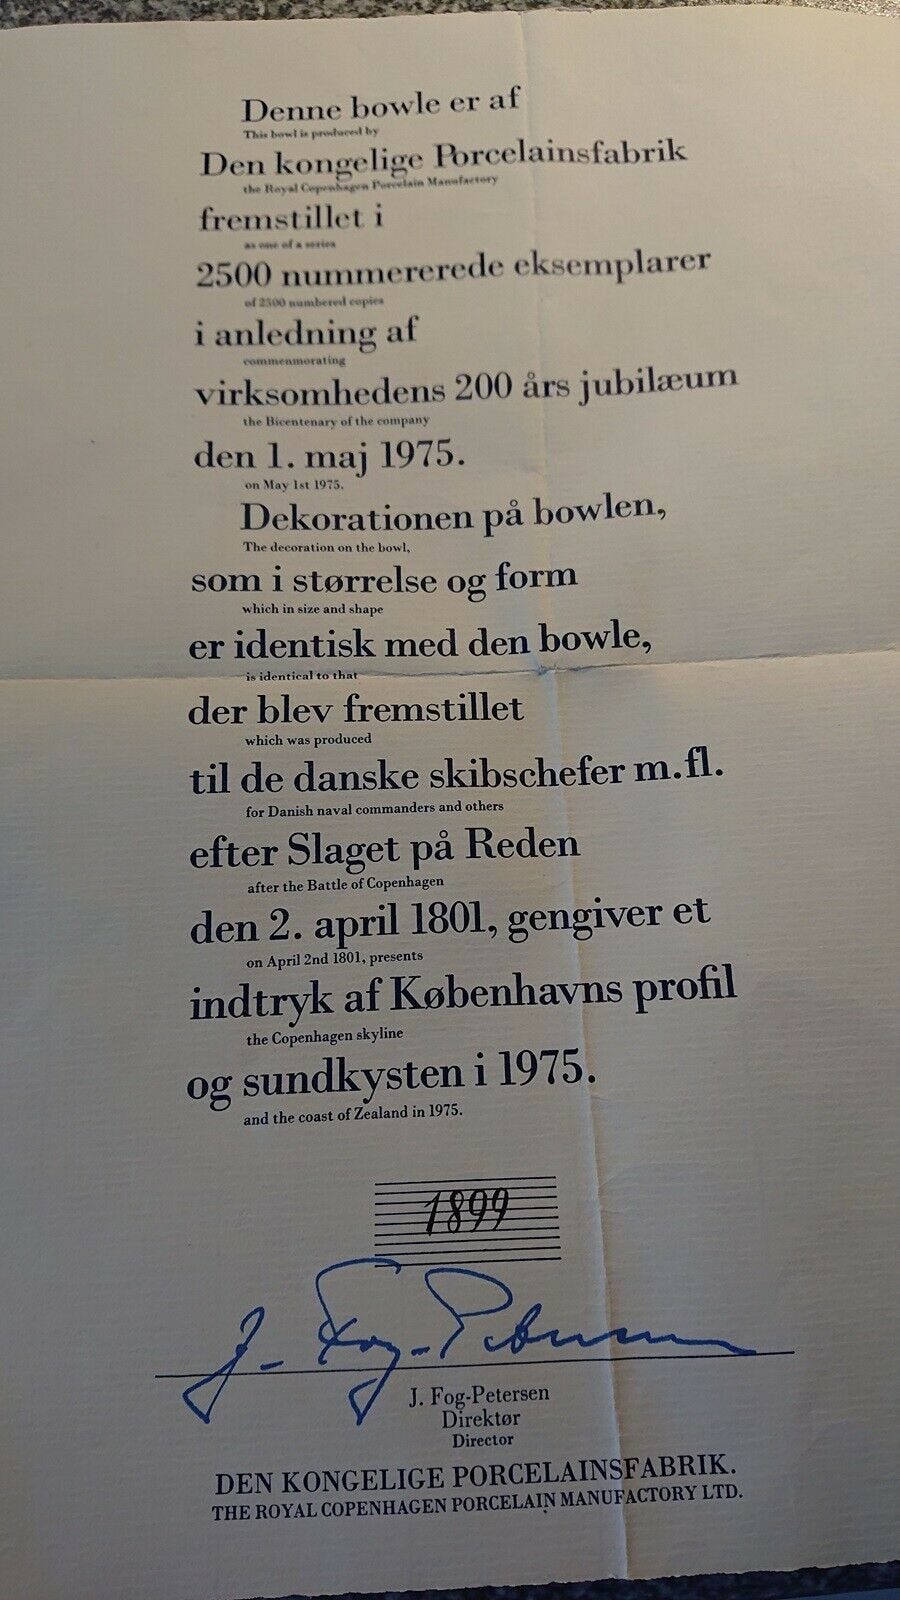 Denne bowle er af
This bowl is produced by
Den kongelige Porcelainsfabrik
the Royal Copenhagen Porcelain Manufactory
fremstillet i
as one of a series
2500 nummererede eksemplarer
of 2500 numbered copies
i anledning af
commenmorating
virksomhedens 200 års jubilæum
the Bicentenary of the company
den 1. maj 1975.
on May 1st 1975.
Dekorationen på bowlen,
The decoration on the bowl,
som i størrelse og form
which in size and shape
er identisk med den bowle,
is identical to that
der blev fremstillet
which was produced
til de danske skibschefer m.fl.
for Danish naval commanders and others
efter Slaget på Reden
after the Battle of Copenhagen
den 2. april 1801, gengiver et
on April 2nd 1801, presents
indtryk af Københavns profil
the Copenhagen skyline
og sundkysten i 1975.
and the coast of Zealand in 1975.
1899
J. Fog-Petersen
J. Fog-Petersen
Direktør
Director
DEN KONGELIGE PORCELAINSFABRIK.
THE ROYAL COPENHAGEN PORCELAIN MANUFACTORY LTD.